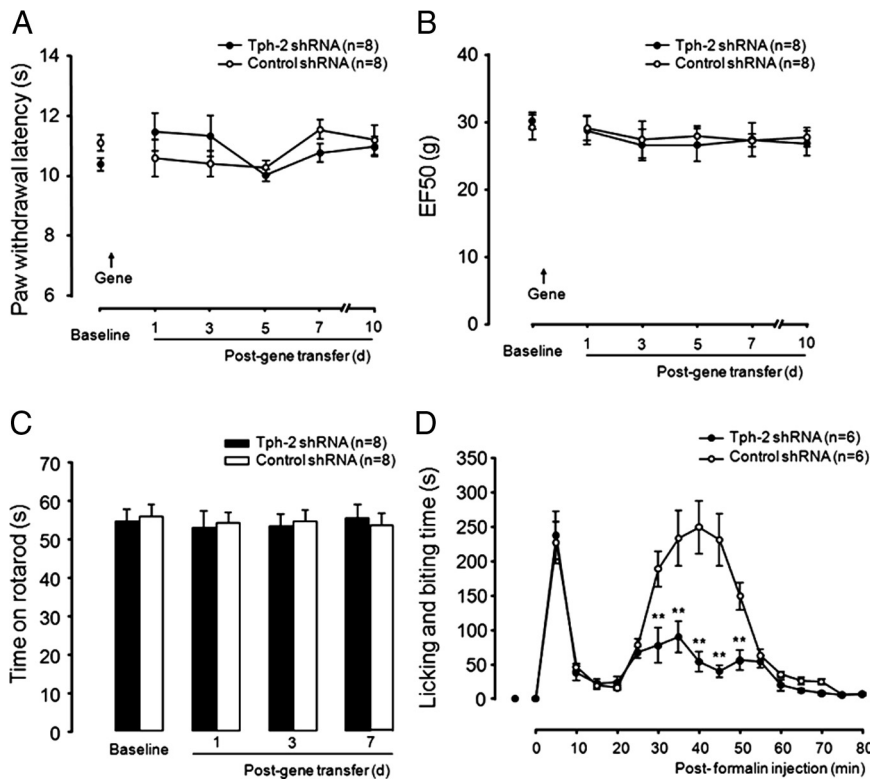 A
Tph-2 shRNA (n=8)
Control shRNA (n=8)
Paw withdrawal latency (s)
14
12
10
8
6
Gene
Baseline
1 3 5 7 10
Post-gene transfer (d)
B
Tph-2 shRNA (n=8)
Control shRNA (n=8)
EF50 (g)
40
30
20
10
0
Gene
Baseline
1 3 5 7 10
Post-gene transfer (d)
C
Tph-2 shRNA (n=8)
Control shRNA (n=8)
Time on rotarod (s)
70
60
50
40
30
20
10
0
Baseline 1 3 7
Post-gene transfer (d)
D
Tph-2 shRNA (n=6)
Control shRNA (n=6)
Licking and biting time (s)
350
300
250
200
150
100
50
0
** ** ** ** **
0 10 20 30 40 50 60 70 80
Post-formalin injection (min)